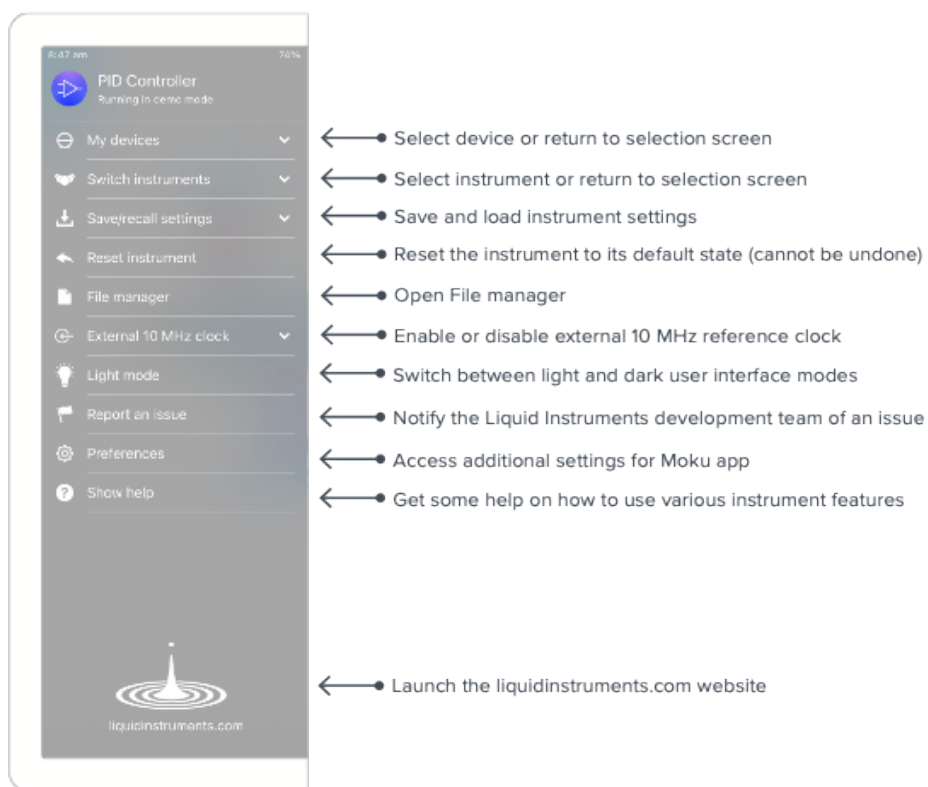 8:47 am 74%
PID Controller
Running in demo mode
My devices
Select device or return to selection screen
Switch instruments
Select instrument or return to selection screen
Save/recall settings
Save and load instrument settings
Reset instrument
Reset the instrument to its default state (cannot be undone)
File manager
Open File manager
External 10 MHz clock
Enable or disable external 10 MHz reference clock
Light mode
Switch between light and dark user interface modes
Report an issue
Notify the Liquid Instruments development team of an issue
Preferences
Access additional settings for Moku app
Show help
Get some help on how to use various instrument features
Launch the liquidinstruments.com website
liquidinstruments.com